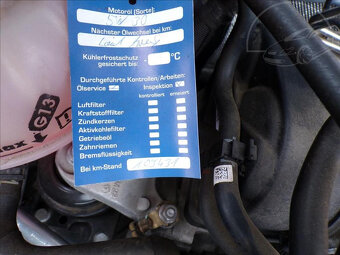 Motoröl (Sorte):
5W 30
Nächster Ölwechsel bei km:
Kühlerfrostschutz
gesichert bis: - °C
Durchgeführte Kontrollen/Arbeiten:
Ölservice Inspektion
kontrolliert erneuert
Luftfilter
Kraftstofffilter
Zündkerzen
Aktivkohlefilter
Getriebeöl
Zahnriemen
Bremsflüssigkeit
Bei km-Stand
G13